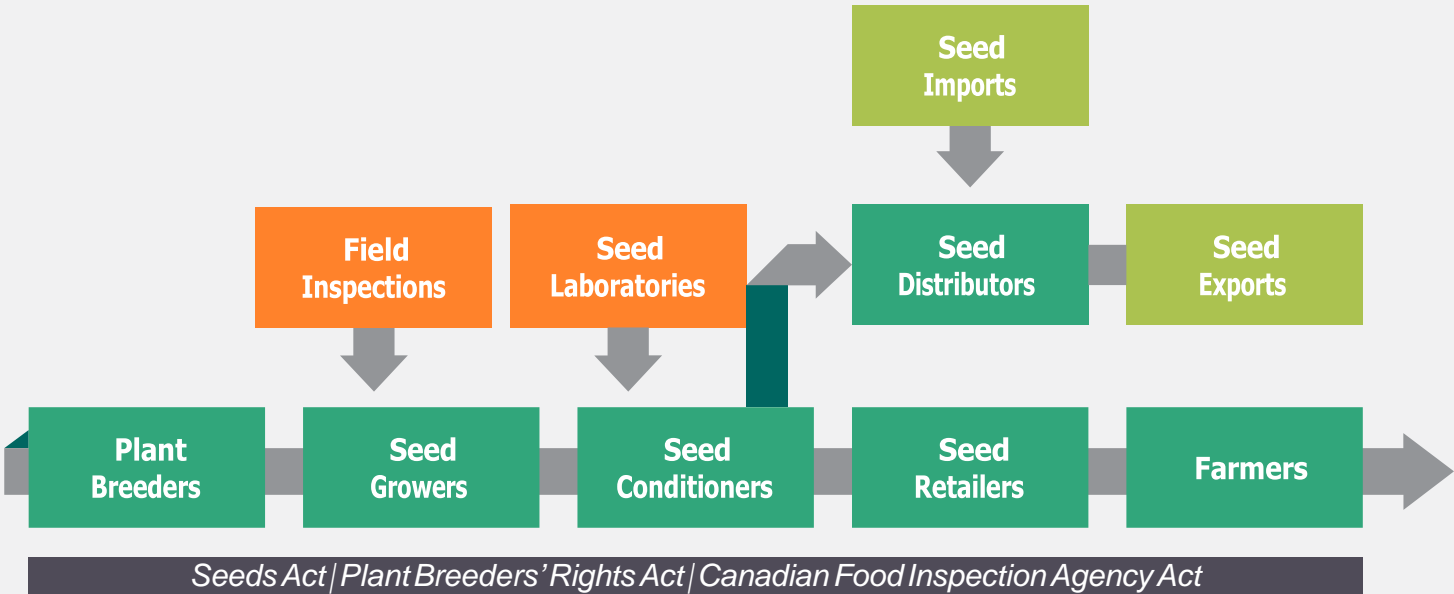 Seed
Imports
Field
Inspections
Seed
Laboratories
Seed
Distributors
Seed
Exports
Plant
Breeders
Seed
Growers
Seed
Conditioners
Seed
Retailers
Farmers
Seeds Act | Plant Breeders’ Rights Act | Canadian Food Inspection Agency Act